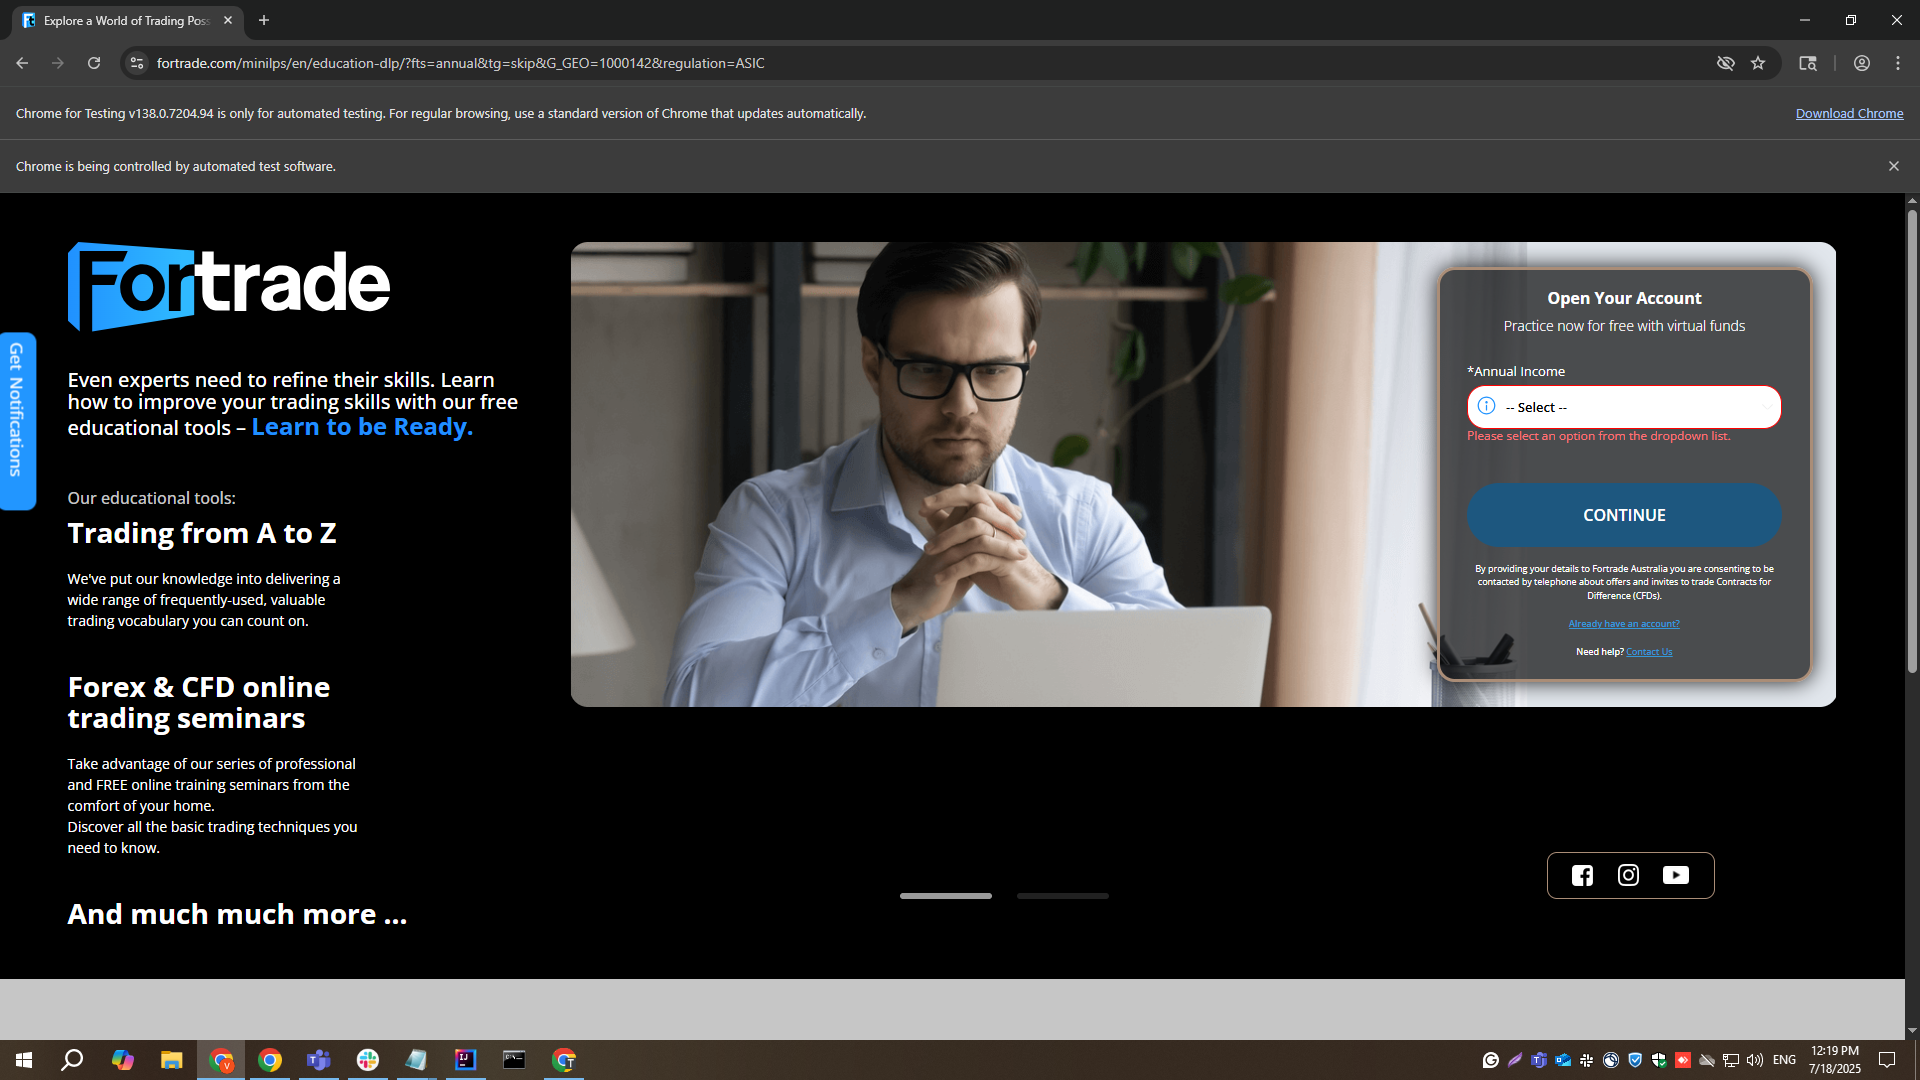 Explore a World of Trading Pos
fortrade.com/minilps/en/education-dlp/?fts=annual&tg=skip&G_GEO=1000142&regulation=ASIC
Chrome for Testing v138.0.7204.94 is only for automated testing. For regular browsing, use a standard version of Chrome that updates automatically.
Download Chrome
Chrome is being controlled by automated test software.
Fortrade
Get Notifications
Even experts need to refine their skills. Learn
how to improve your trading skills with our free
educational tools – Learn to be Ready.
Our educational tools:
Trading from A to Z
We've put our knowledge into delivering a
wide range of frequently-used, valuable
trading vocabulary you can count on.
Forex & CFD online
trading seminars
Take advantage of our series of professional
and FREE online training seminars from the
comfort of your home.
Discover all the basic trading techniques you
need to know.
And much much more ...
Open Your Account
Practice now for free with virtual funds
*Annual Income
-- Select --
Please select an option from the dropdown list.
CONTINUE
By providing your details to Fortrade Australia you are consenting to be
contacted by telephone about offers and invites to trade Contracts for
Difference (CFDs).
Already have an account?
Need help? Contact Us
ENG
12:19 PM
7/18/2025